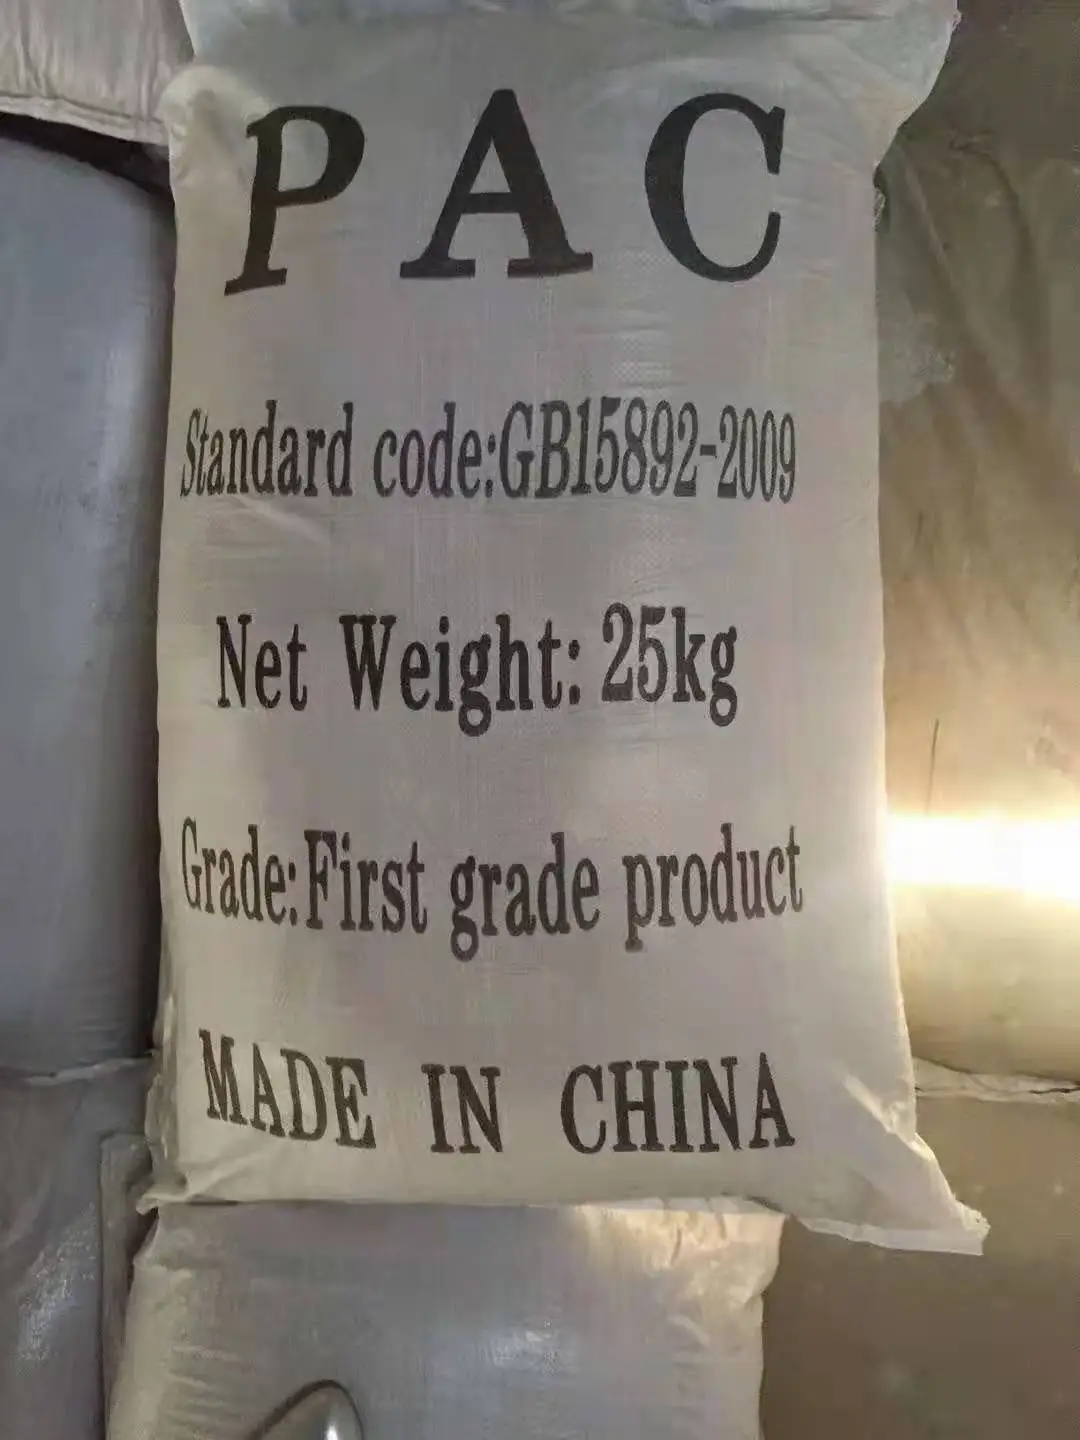 PAC
Standard code:GB15892-2009
Net Weight: 25kg
Grade:First grade product
MADE IN CHINA